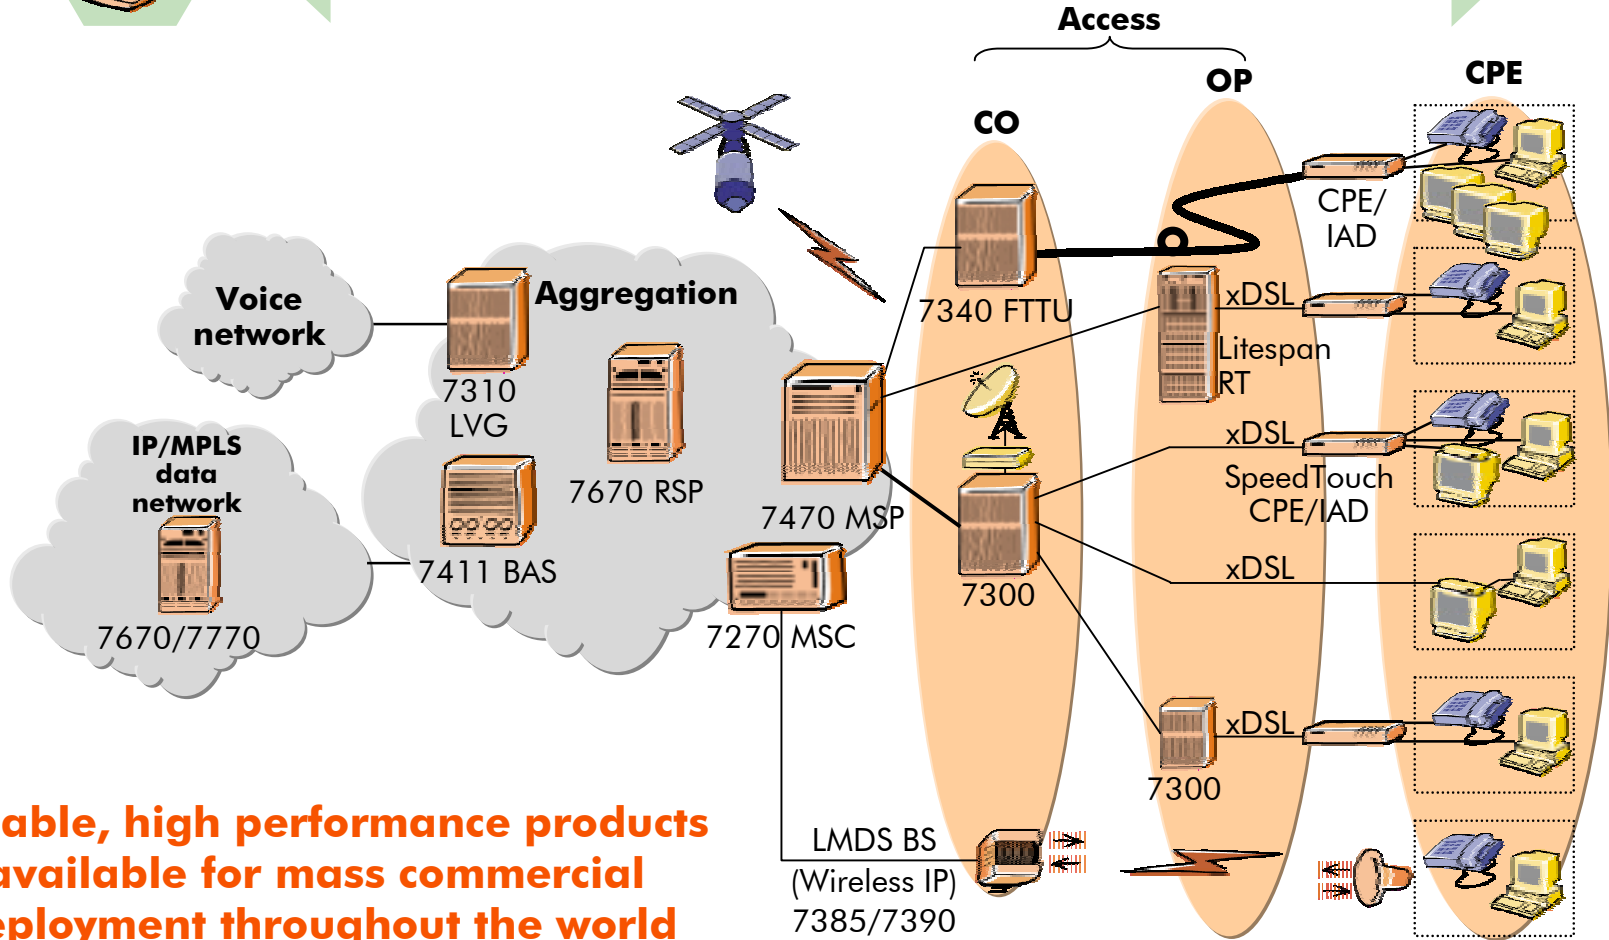 Access
OP
CPE
CO
CPE/
IAD
Voice
network
Aggregation
7340 FTTU
xDSL
Litespan
RT
7310
LVG
IP/MPLS
data
network
xDSL
SpeedTouch
CPE/IAD
7670 RSP
7470 MSP
7411 BAS
xDSL
7300
7670/7770
7270 MSC
xDSL
7300
able, high performance products
available for mass commercial
eployment throughout the world
LMDS BS
(Wireless IP)
7385/7390